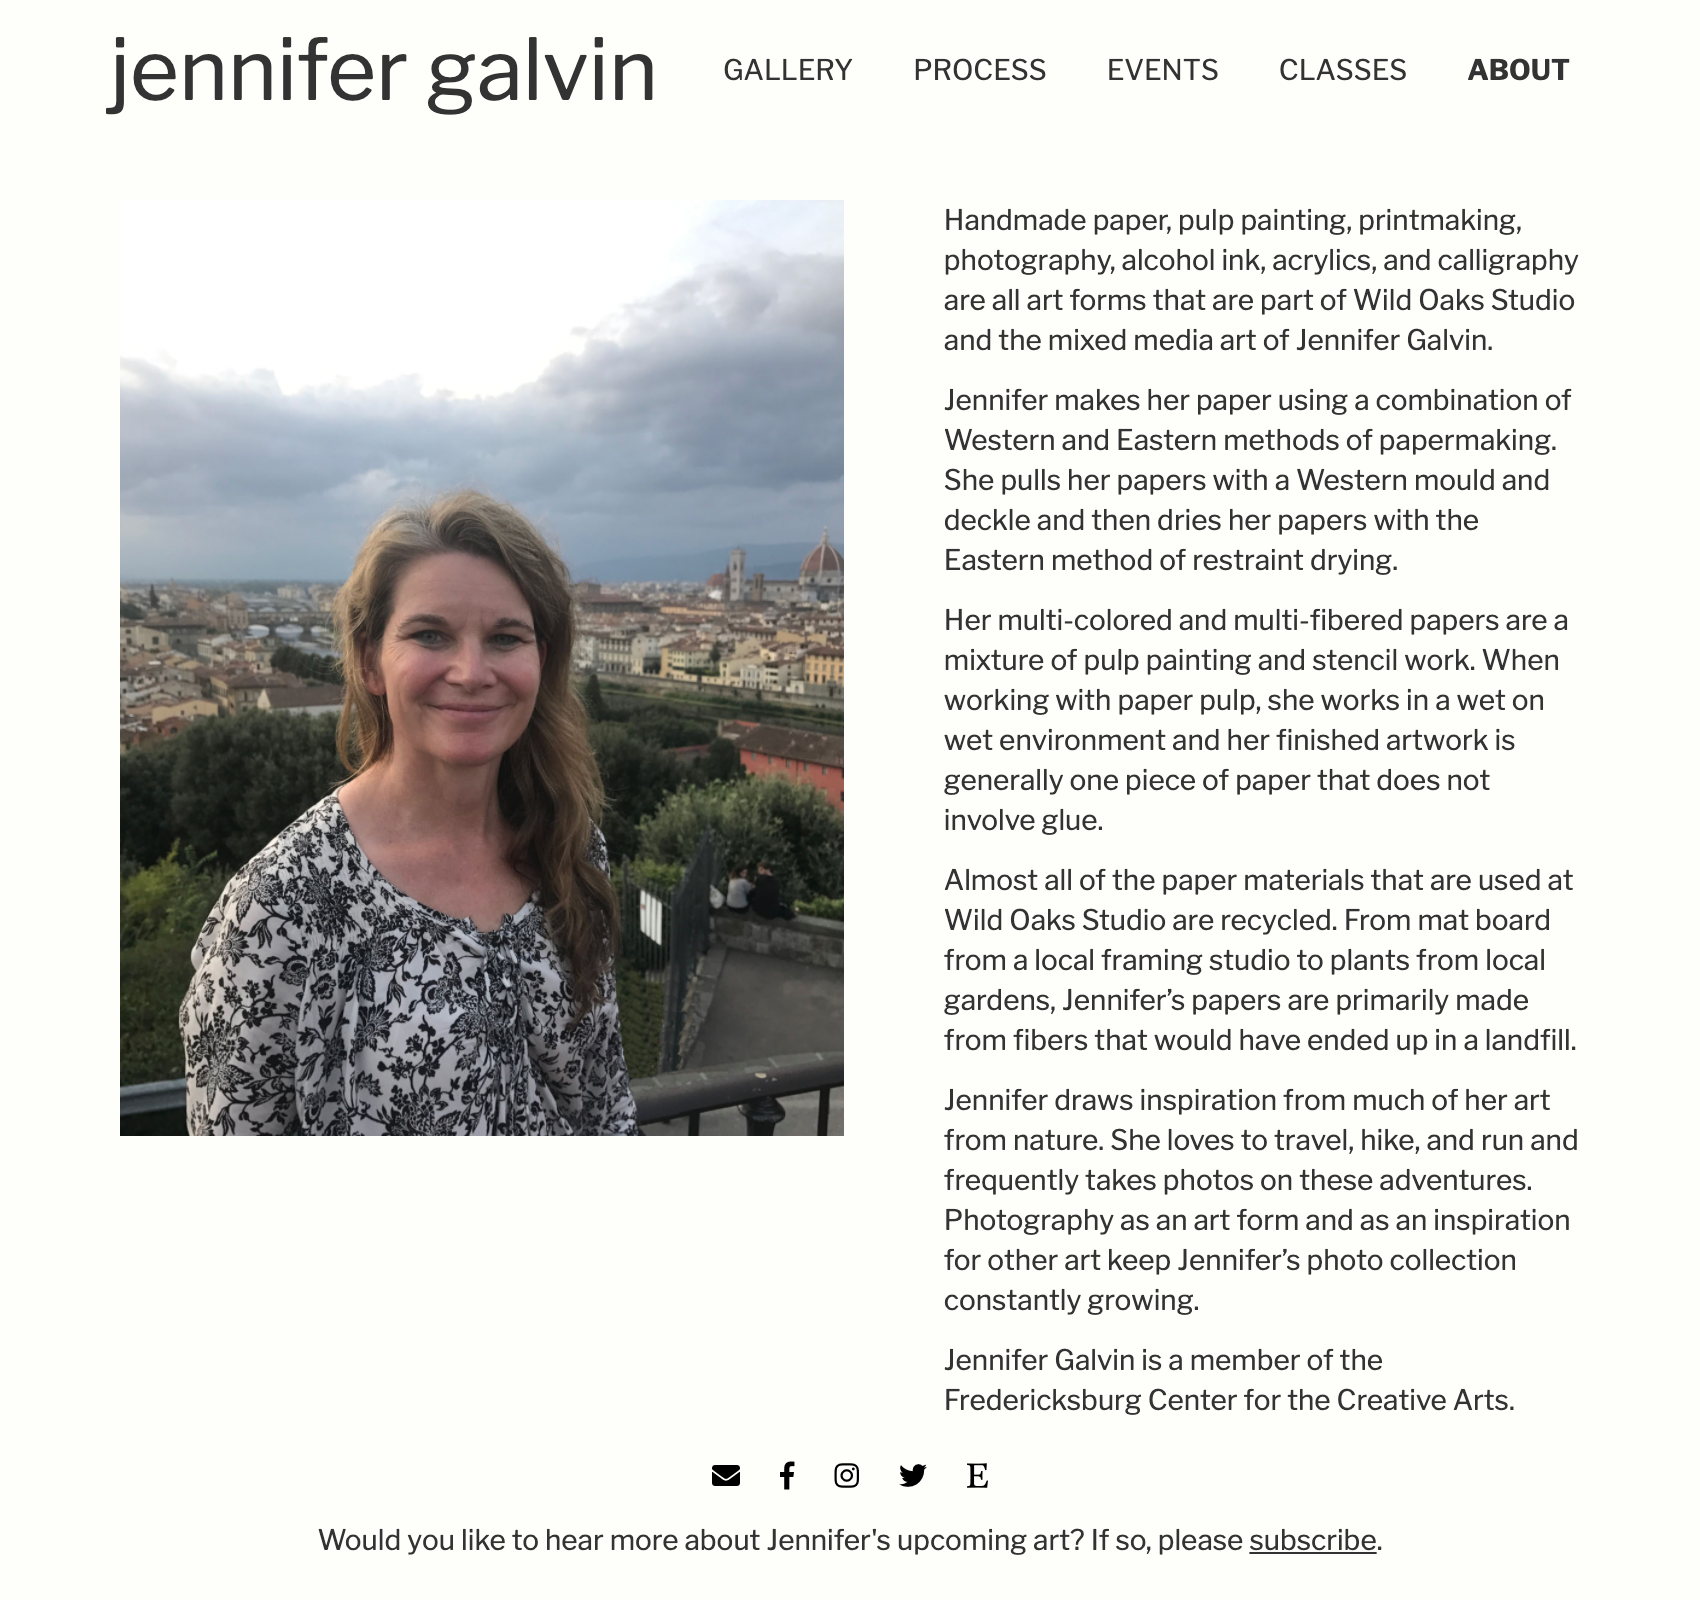 jennifer galvin
GALLERY PROCESS EVENTS CLASSES ABOUT
Handmade paper, pulp painting, printmaking,
photography, alcohol ink, acrylics, and calligraphy
are all art forms that are part of Wild Oaks Studio
and the mixed media art of Jennifer Galvin.
Jennifer makes her paper using a combination of
Western and Eastern methods of papermaking.
She pulls her papers with a Western mould and
deckle and then dries her papers with the
Eastern method of restraint drying.
Her multi-colored and multi-fibered papers are a
mixture of pulp painting and stencil work. When
working with paper pulp, she works in a wet on
wet environment and her finished artwork is
generally one piece of paper that does not
involve glue.
Almost all of the paper materials that are used at
Wild Oaks Studio are recycled. From mat board
from a local framing studio to plants from local
gardens, Jennifer’s papers are primarily made
from fibers that would have ended up in a landfill.
Jennifer draws inspiration from much of her art
from nature. She loves to travel, hike, and run and
frequently takes photos on these adventures.
Photography as an art form and as an inspiration
for other art keep Jennifer’s photo collection
constantly growing.
Jennifer Galvin is a member of the
Fredericksburg Center for the Creative Arts.
E
Would you like to hear more about Jennifer's upcoming art? If so, please subscribe.